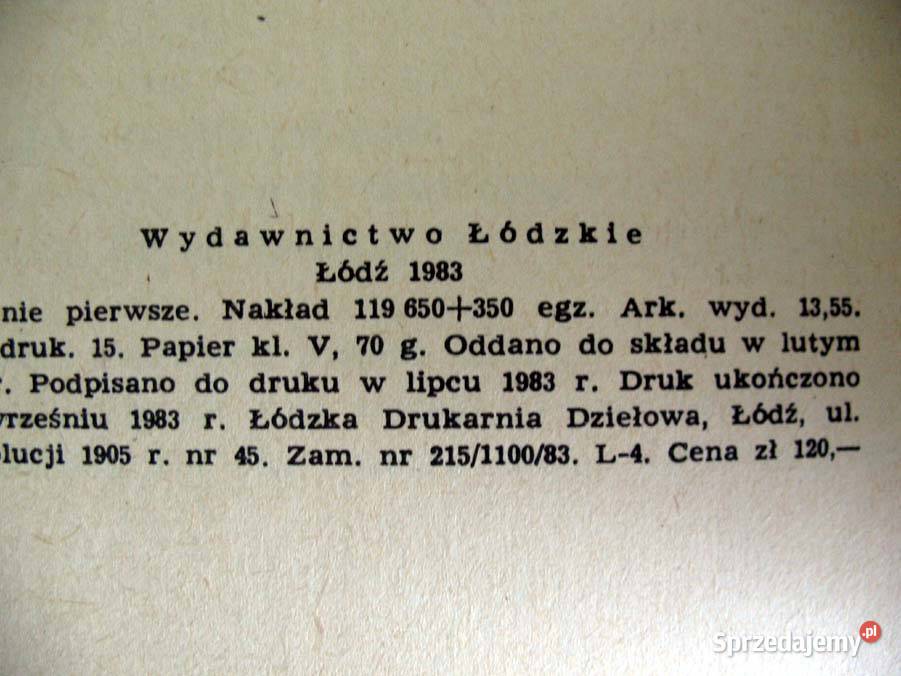 Wydawnictwo Łódzkie
Łódź 1983
nie pierwsze. Nakład 119 650+350 egz. Ark. wyd. 13,55.
druk. 15. Papier kl. V, 70 g. Oddano do składu w lutym
. Podpisano do druku w lipcu 1983 r. Druk ukończono
rześniu 1983 r. Łódzka Drukarnia Dziełowa, Łódź, ul.
lucji 1905 r. nr 45. Zam. nr 215/1100/83. L-4. Cena zł 120,—
Sprzedajemy.pl